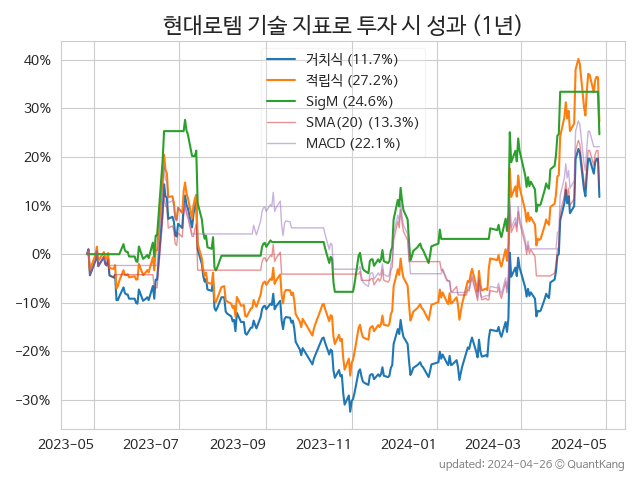 현대로템 기술 지표로 투자 시 성과 (1년)
거치식 (11.7%)
적립식 (27.2%)
SigM (24.6%)
SMA(20) (13.3%)
MACD (22.1%)
40%
30%
20%
10%
0%
−10%
−20%
−30%
2023-05 2023-07 2023-09 2023-11 2024-01 2024-03 2024-05
updated: 2024-04-26 © QuantKang